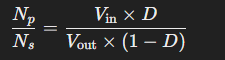 N_p / N_s = V_in × D / V_out × (1 − D)